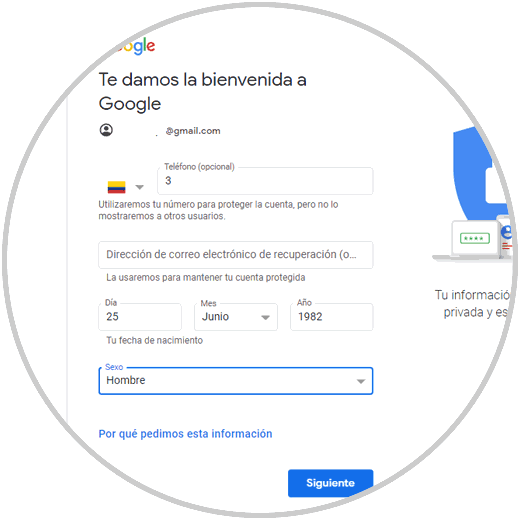 Google
Te damos la bienvenida a
Google
@gmail.com
Teléfono (opcional)
3
Utilizaremos tu número para proteger la cuenta, pero no lo
mostraremos a otros usuarios.
Dirección de correo electrónico de recuperación (o...
La usaremos para mantener tu cuenta protegida
Día
Mes
Año
25
Junio
1982
Tu fecha de nacimiento
Sexo
Hombre
Por qué pedimos esta información
Siguiente
Tu informació
privada y es